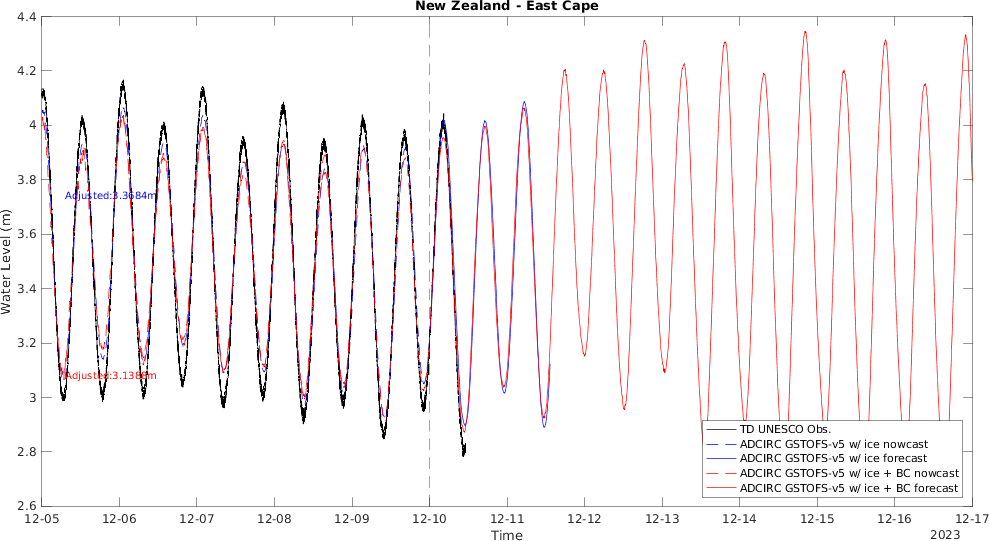 New Zealand - East Cape
4.4
4.2
4
3.8
3.6
3.4
3.2
3
2.8
2.6
Water Level (m)
Adjusted:3.3684m
TD UNESCO Obs.
ADCIRC GSTOFS-v5 w/ ice nowcast
ADCIRC GSTOFS-v5 w/ ice forecast
ADCIRC GSTOFS-v5 w/ ice + BC nowcast
ADCIRC GSTOFS-v5 w/ ice + BC forecast
12-05 12-06 12-07 12-08 12-09 12-10 12-11 12-12 12-13 12-14 12-15 12-16 12-17
Time
2023